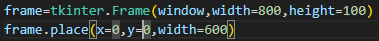 frame=tkinter.Frame(window,width=800,height=100)
frame.place(x=0,y=0,width=600)